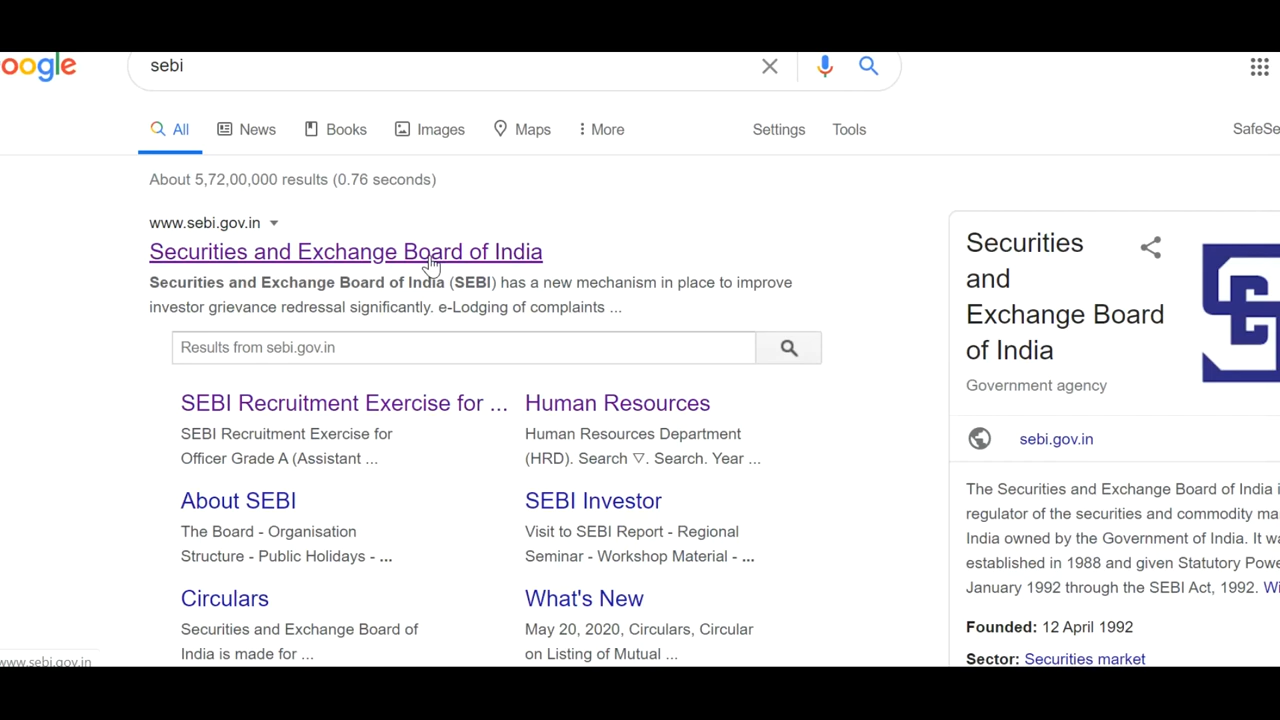 oogle
sebi
All News Books Images Maps More Settings Tools SafeSe
About 5,72,00,000 results (0.76 seconds)
www.sebi.gov.in
Securities and Exchange Board of India
Securities and Exchange Board of India (SEBI) has a new mechanism in place to improve
investor grievance redressal significantly. e-Lodging of complaints ...
Results from sebi.gov.in
SEBI Recruitment Exercise for ...
SEBI Recruitment Exercise for
Officer Grade A (Assistant ...
Human Resources
Human Resources Department
(HRD). Search ▽. Search. Year ...
About SEBI
The Board - Organisation
Structure - Public Holidays - ...
SEBI Investor
Visit to SEBI Report - Regional
Seminar - Workshop Material - ...
Circulars
Securities and Exchange Board of
India is made for ...
What's New
May 20, 2020, Circulars, Circular
on Listing of Mutual ...
Securities
and
Exchange Board
of India
Government agency
sebi.gov.in
The Securities and Exchange Board of India i
regulator of the securities and commodity ma
India owned by the Government of India. It wa
established in 1988 and given Statutory Powe
January 1992 through the SEBI Act, 1992. Wi
Founded: 12 April 1992
Sector: Securities market
www.sebi.gov.in